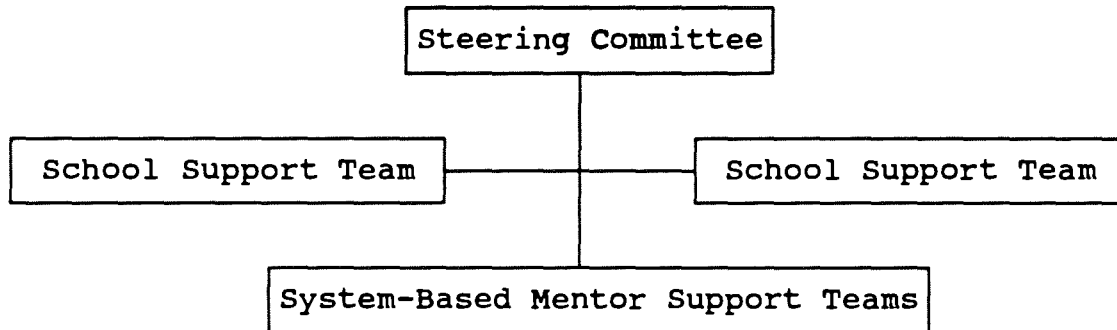 Steering Committee
School Support Team
School Support Team
System-Based Mentor Support Teams